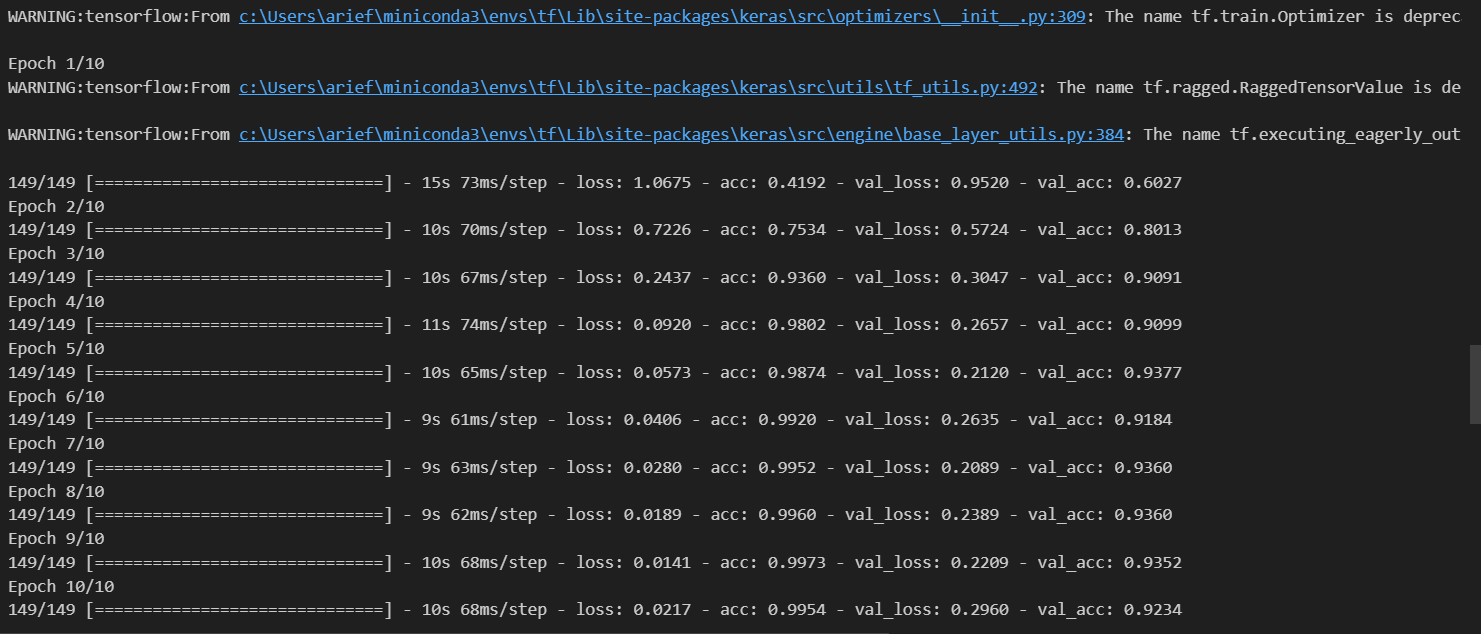 WARNING:tensorflow:From c:\Users\arief\miniconda3\envs\tf\Lib\site-packages\keras\src\optimizers\__init__.py:309: The name tf.train.Optimizer is deprec
Epoch 1/10
WARNING:tensorflow:From c:\Users\arief\miniconda3\envs\tf\Lib\site-packages\keras\src\utils\tf_utils.py:492: The name tf.ragged.RaggedTensorValue is de
WARNING:tensorflow:From c:\Users\arief\miniconda3\envs\tf\Lib\site-packages\keras\src\engine\base_layer_utils.py:384: The name tf.executing_eagerly_out
149/149 [==============================] - 15s 73ms/step - loss: 1.0675 - acc: 0.4192 - val_loss: 0.9520 - val_acc: 0.6027
Epoch 2/10
149/149 [==============================] - 10s 70ms/step - loss: 0.7226 - acc: 0.7534 - val_loss: 0.5724 - val_acc: 0.8013
Epoch 3/10
149/149 [==============================] - 10s 67ms/step - loss: 0.2437 - acc: 0.9360 - val_loss: 0.3047 - val_acc: 0.9091
Epoch 4/10
149/149 [==============================] - 11s 74ms/step - loss: 0.0920 - acc: 0.9802 - val_loss: 0.2657 - val_acc: 0.9099
Epoch 5/10
149/149 [==============================] - 10s 65ms/step - loss: 0.0573 - acc: 0.9874 - val_loss: 0.2120 - val_acc: 0.9377
Epoch 6/10
149/149 [==============================] - 9s 61ms/step - loss: 0.0406 - acc: 0.9920 - val_loss: 0.2635 - val_acc: 0.9184
Epoch 7/10
149/149 [==============================] - 9s 63ms/step - loss: 0.0280 - acc: 0.9952 - val_loss: 0.2089 - val_acc: 0.9360
Epoch 8/10
149/149 [==============================] - 9s 62ms/step - loss: 0.0189 - acc: 0.9960 - val_loss: 0.2389 - val_acc: 0.9360
Epoch 9/10
149/149 [==============================] - 10s 68ms/step - loss: 0.0141 - acc: 0.9973 - val_loss: 0.2209 - val_acc: 0.9352
Epoch 10/10
149/149 [==============================] - 10s 68ms/step - loss: 0.0217 - acc: 0.9954 - val_loss: 0.2960 - val_acc: 0.9234